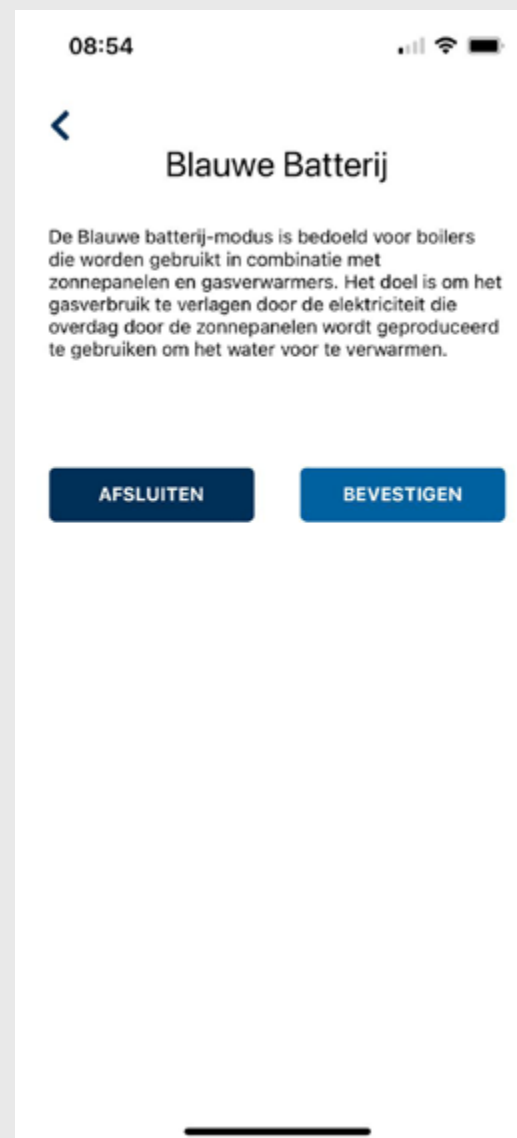 08:54
Blauwe Batterij
De Blauwe batterij-modus is bedoeld voor boilers
die worden gebruikt in combinatie met
zonnepanelen en gasverwarmers. Het doel is om het
gasverbruik te verlagen door de elektriciteit die
overdag door de zonnepanelen wordt geproduceerd
te gebruiken om het water voor te verwarmen.
AFSLUITEN
BEVESTIGEN